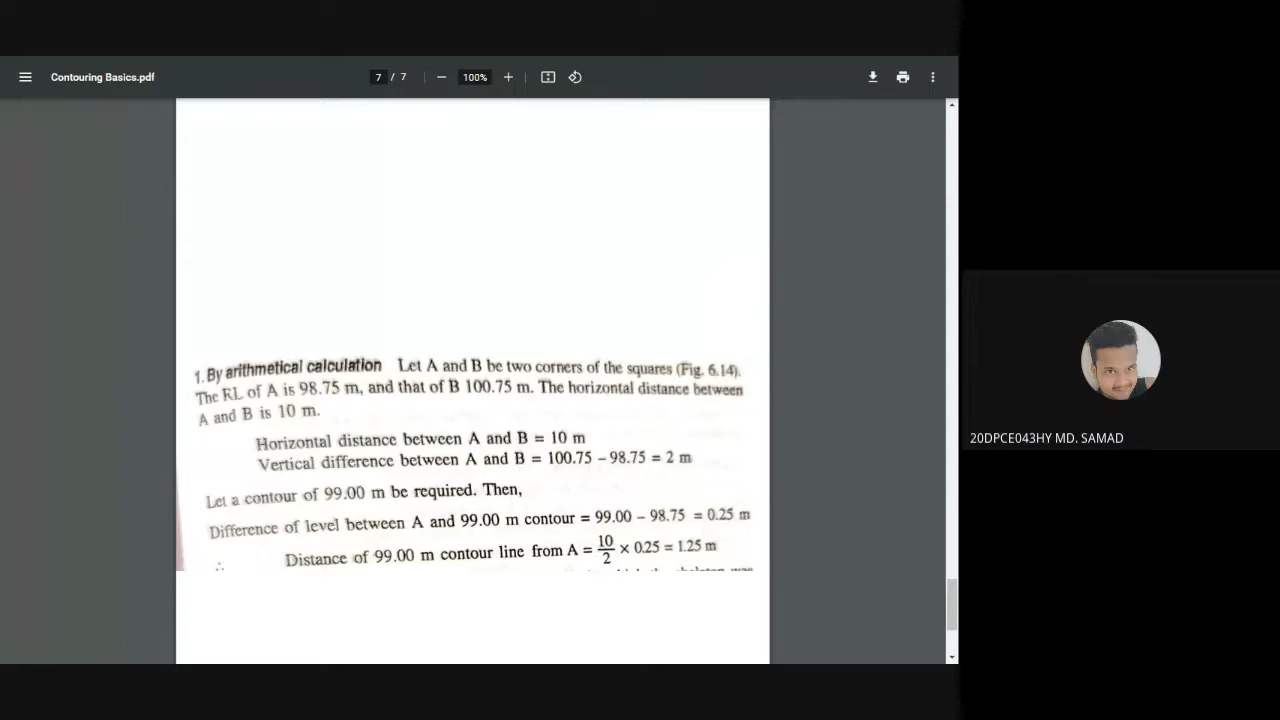 Contouring Basics.pdf
7 / 7
100%
1. By arithmetical calculation Let A and B be two corners of the squares (Fig. 6.14).
The RL of A is 98.75 m, and that of B 100.75 m. The horizontal distance between
A and B is 10 m.
Horizontal distance between A and B = 10 m
Vertical difference between A and B = 100.75 – 98.75 = 2 m
Let a contour of 99.00 m be required. Then,
Difference of level between A and 99.00 m contour = 99.00 – 98.75 = 0.25 m
Distance of 99.00 m contour line from A = 10/2 × 0.25 = 1.25 m
20DPCE043HY MD. SAMAD